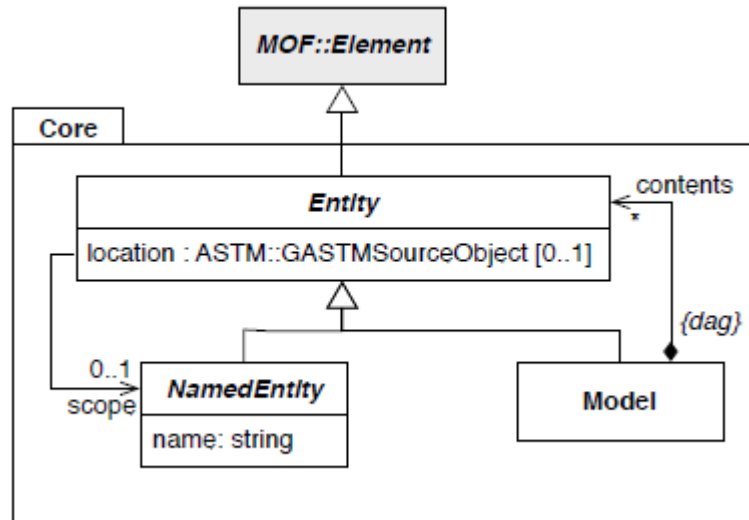 MOF::Element
Core
Entity
contents
*
location : ASTM::GASTMSourceObject [0..1]
{dag}
0..1
scope
NamedEntity
name: string
Model